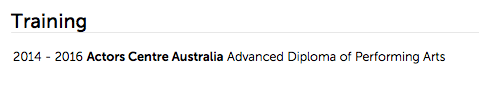 Training
2014 - 2016 Actors Centre Australia Advanced Diploma of Performing Arts